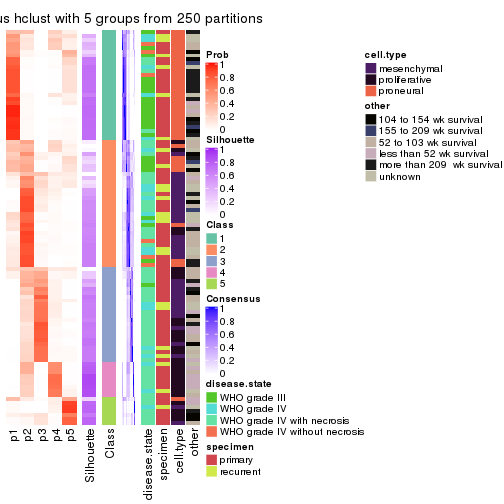 us hclust with 5 groups from 250 partitions
Prob
1
0.8
0.6
0.4
0.2
0
Silhouette
1
0.8
0.6
0.4
0.2
0
Class
1
2
3
4
5
Consensus
1
0.8
0.6
0.4
0.2
0
disease.state
WHO grade III
WHO grade IV
WHO grade IV with necrosis
WHO grade IV without necrosis
specimen
primary
recurrent
cell.type
mesenchymal
proliferative
proneural
other
104 to 154 wk survival
155 to 209 wk survival
52 to 103 wk survival
less than 52 wk survival
more than 209  wk survival
unknown
p1
p2
p3
p4
p5
Silhouette
Class
disease.state
specimen
cell.type
other